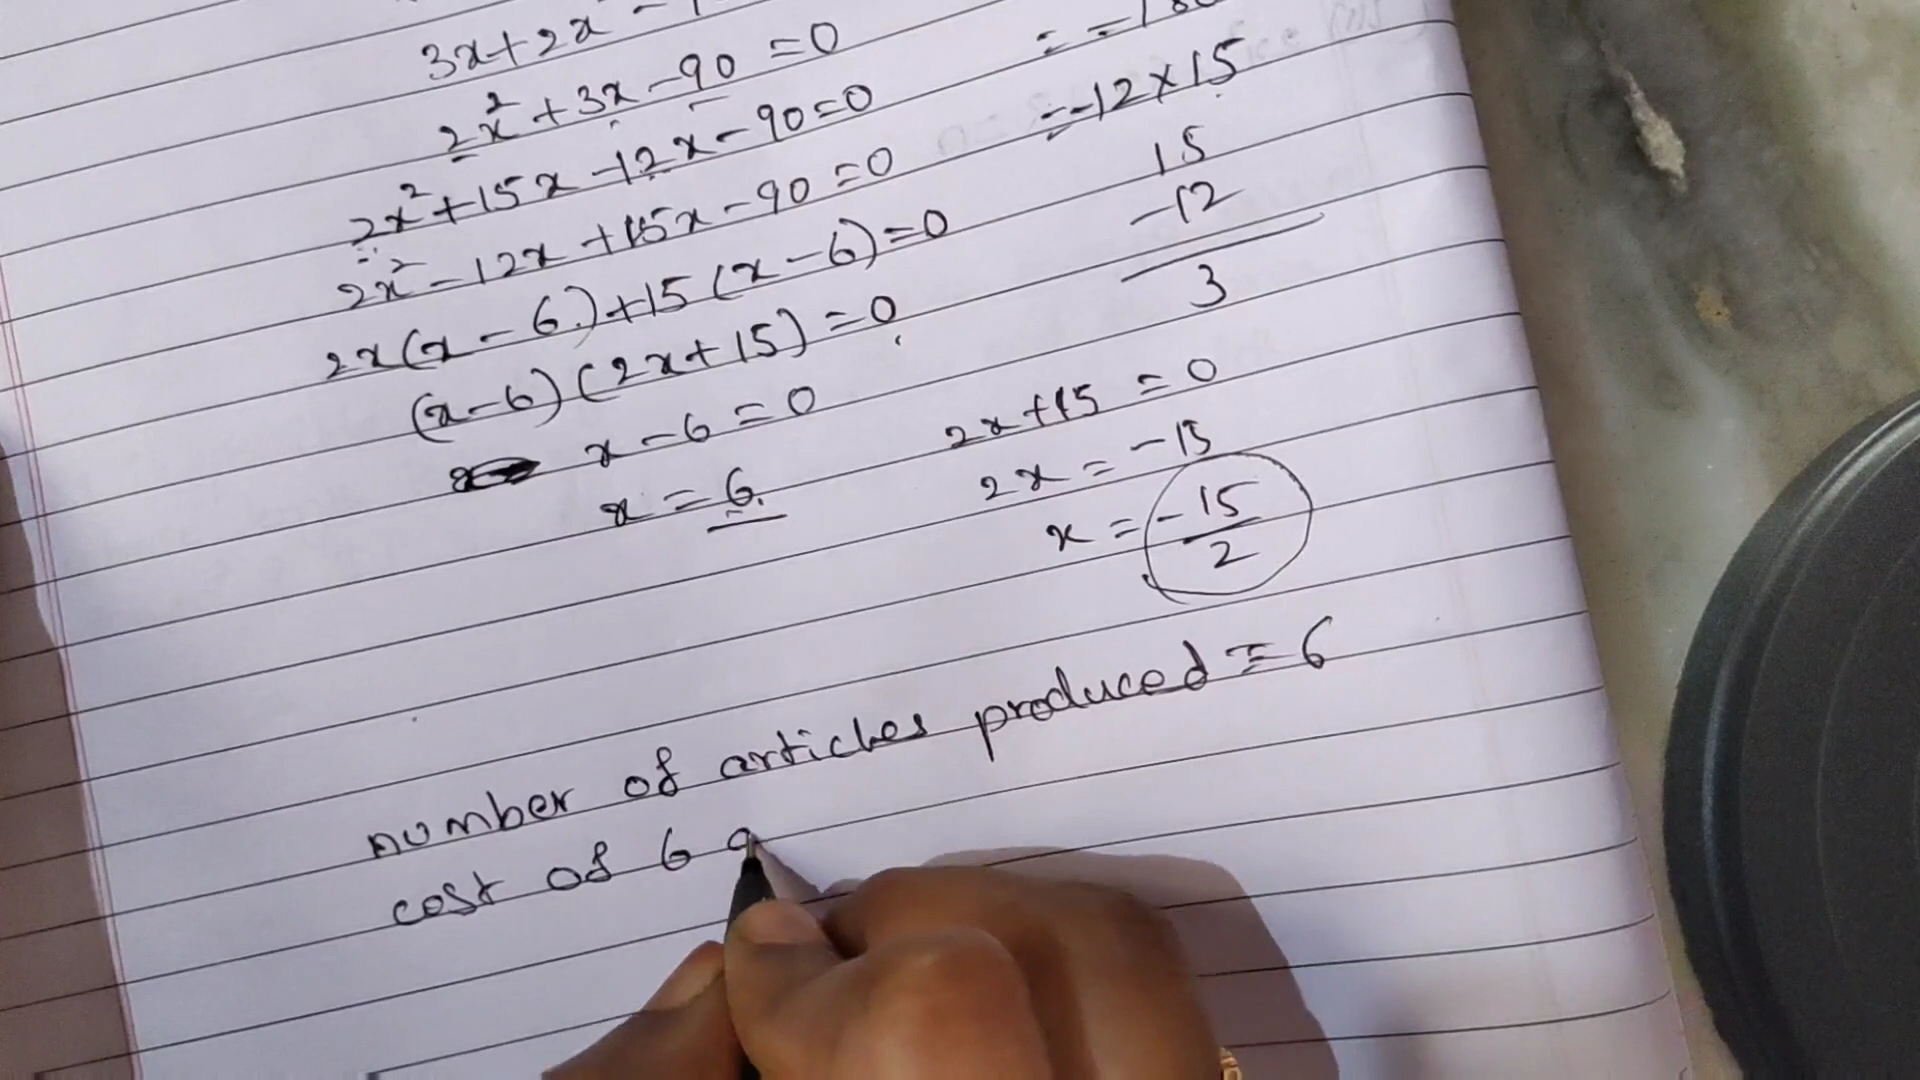 3x+2x²
2x²+3x-90=0
2x²+15x-12x-90=0
2x²-12x+15x-90=0
2x(x-6)+15(x-6)=0
(x-6)(2x+15)=0
x-6=0
x=6
=-180
=-12×15
15
-12
3
2x+15=0
2x=-15
x=-15/2
number of articles produced=6
cost of 6 a